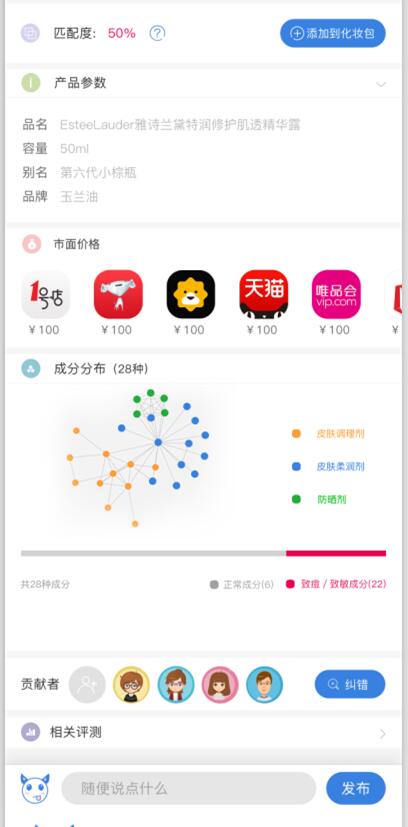 匹配度: 50% ?
添加到化妆包
产品参数
品名 EsteeLauder雅诗兰黛特润修护肌透精华露
容量 50ml
别名 第六代小棕瓶
品牌 玉兰油
市面价格
1号店
天猫
唯品会
vip.com
¥100 ¥100 ¥100 ¥100 ¥100 ¥
成分分布 (28种)
皮肤调理剂
皮肤柔润剂
防晒剂
共28种成分 正常成分(6) 致痘 / 致敏成分(22)
贡献者 纠错
相关评测
随便说点什么 发布